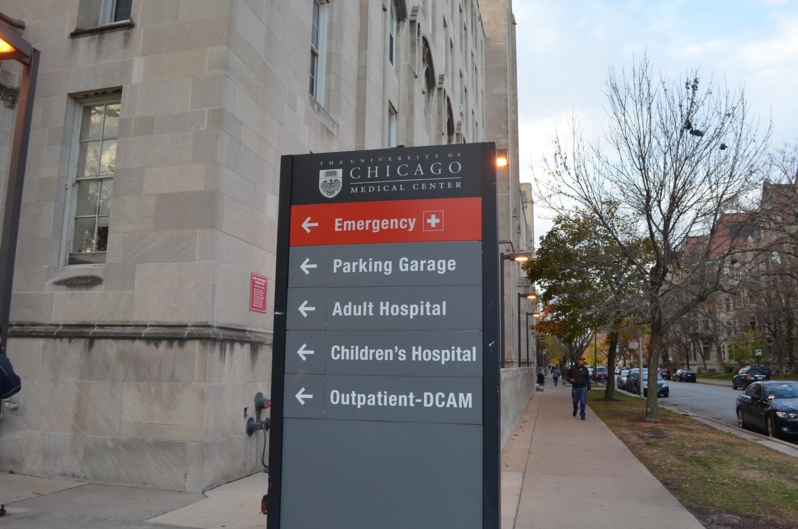 THE UNIVERSITY OF
CHICAGO
MEDICAL CENTER
Emergency
Parking Garage
Adult Hospital
Children's Hospital
Outpatient-DCAM